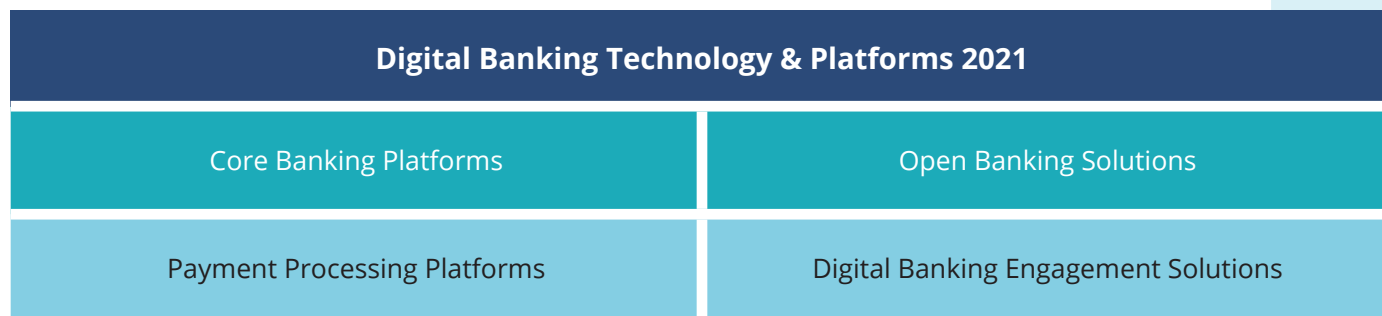 Digital Banking Technology & Platforms 2021
Core Banking Platforms
Open Banking Solutions
Payment Processing Platforms
Digital Banking Engagement Solutions